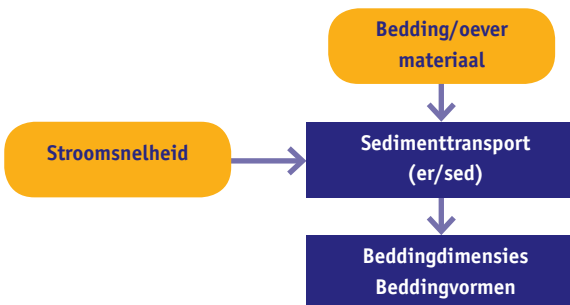 Bedding/oever
materiaal
Stroomsnelheid
Sedimenttransport
(er/sed)
Beddingdimensies
Beddingvormen